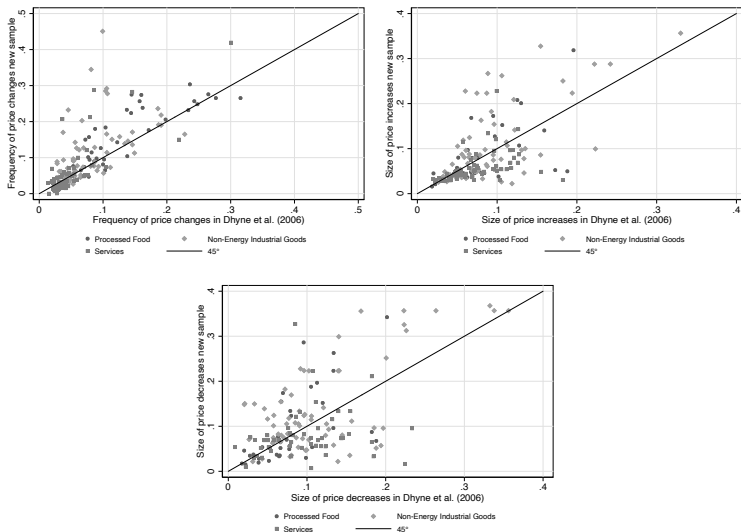 Frequency of price changes new sample
0 .1 .2 .3 .4 .5
0 .1 .2 .3 .4 .5
Frequency of price changes in Dhyne et al. (2006)
Processed Food Non-Energy Industrial Goods
Services 45°
Size of price increases new sample
0 .1 .2 .3 .4
0 .1 .2 .3 .4
Size of price increases in Dhyne et al. (2006)
Processed Food Non-Energy Industrial Goods
Services 45°
Size of price decreases new sample
0 .1 .2 .3 .4
0 .1 .2 .3 .4
Size of price decreases in Dhyne et al. (2006)
Processed Food Non-Energy Industrial Goods
Services 45°